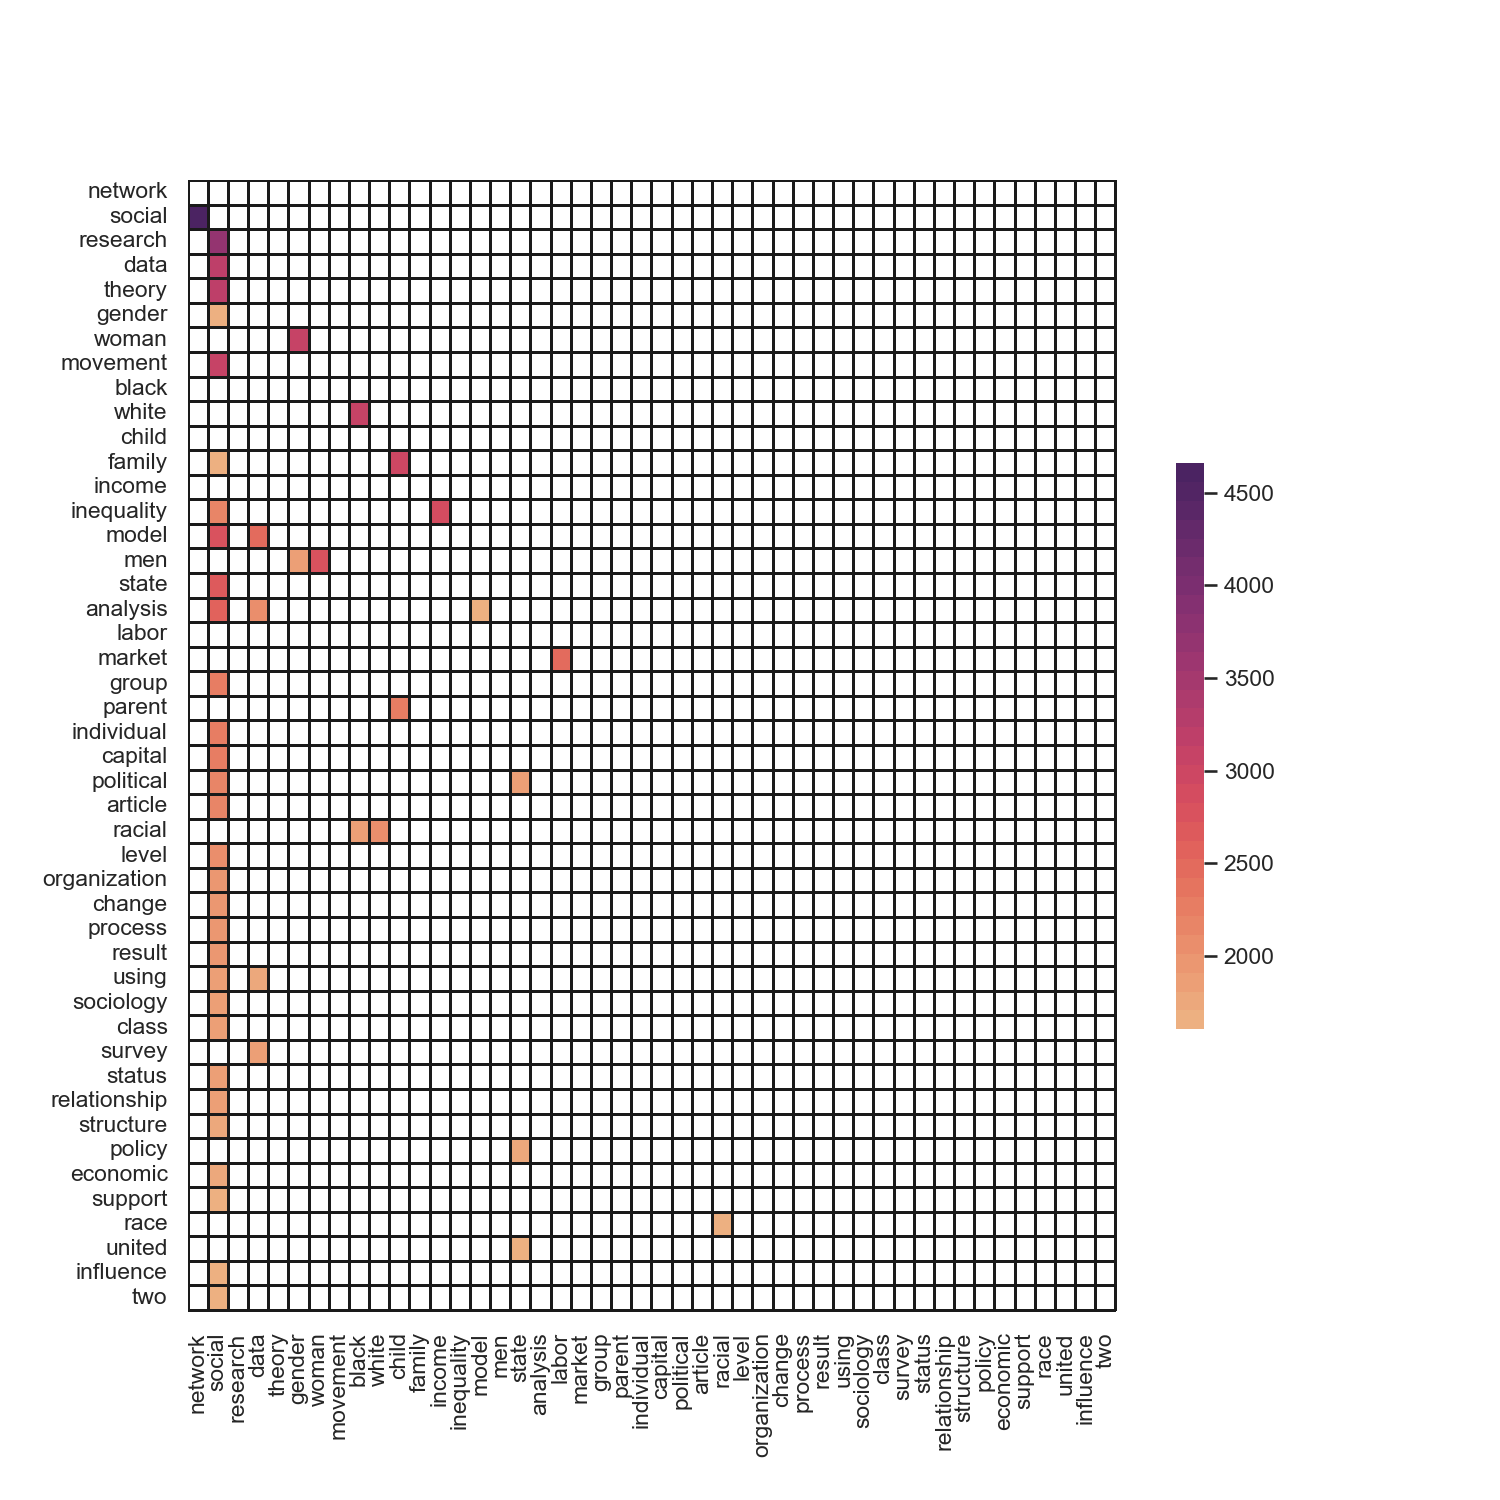 network
social
research
data
theory
gender
woman
movement
black
white
child
family
income
inequality
model
men
state
analysis
labor
market
group
parent
individual
capital
political
article
racial
level
organization
change
process
result
using
sociology
class
survey
status
relationship
structure
policy
economic
support
race
united
influence
two
network
social
research
data
theory
gender
woman
movement
black
white
child
family
income
inequality
model
men
state
analysis
labor
market
group
parent
individual
capital
political
article
racial
level
organization
change
process
result
using
sociology
class
survey
status
relationship
structure
policy
economic
support
race
united
influence
two
4500
4000
3500
3000
2500
2000